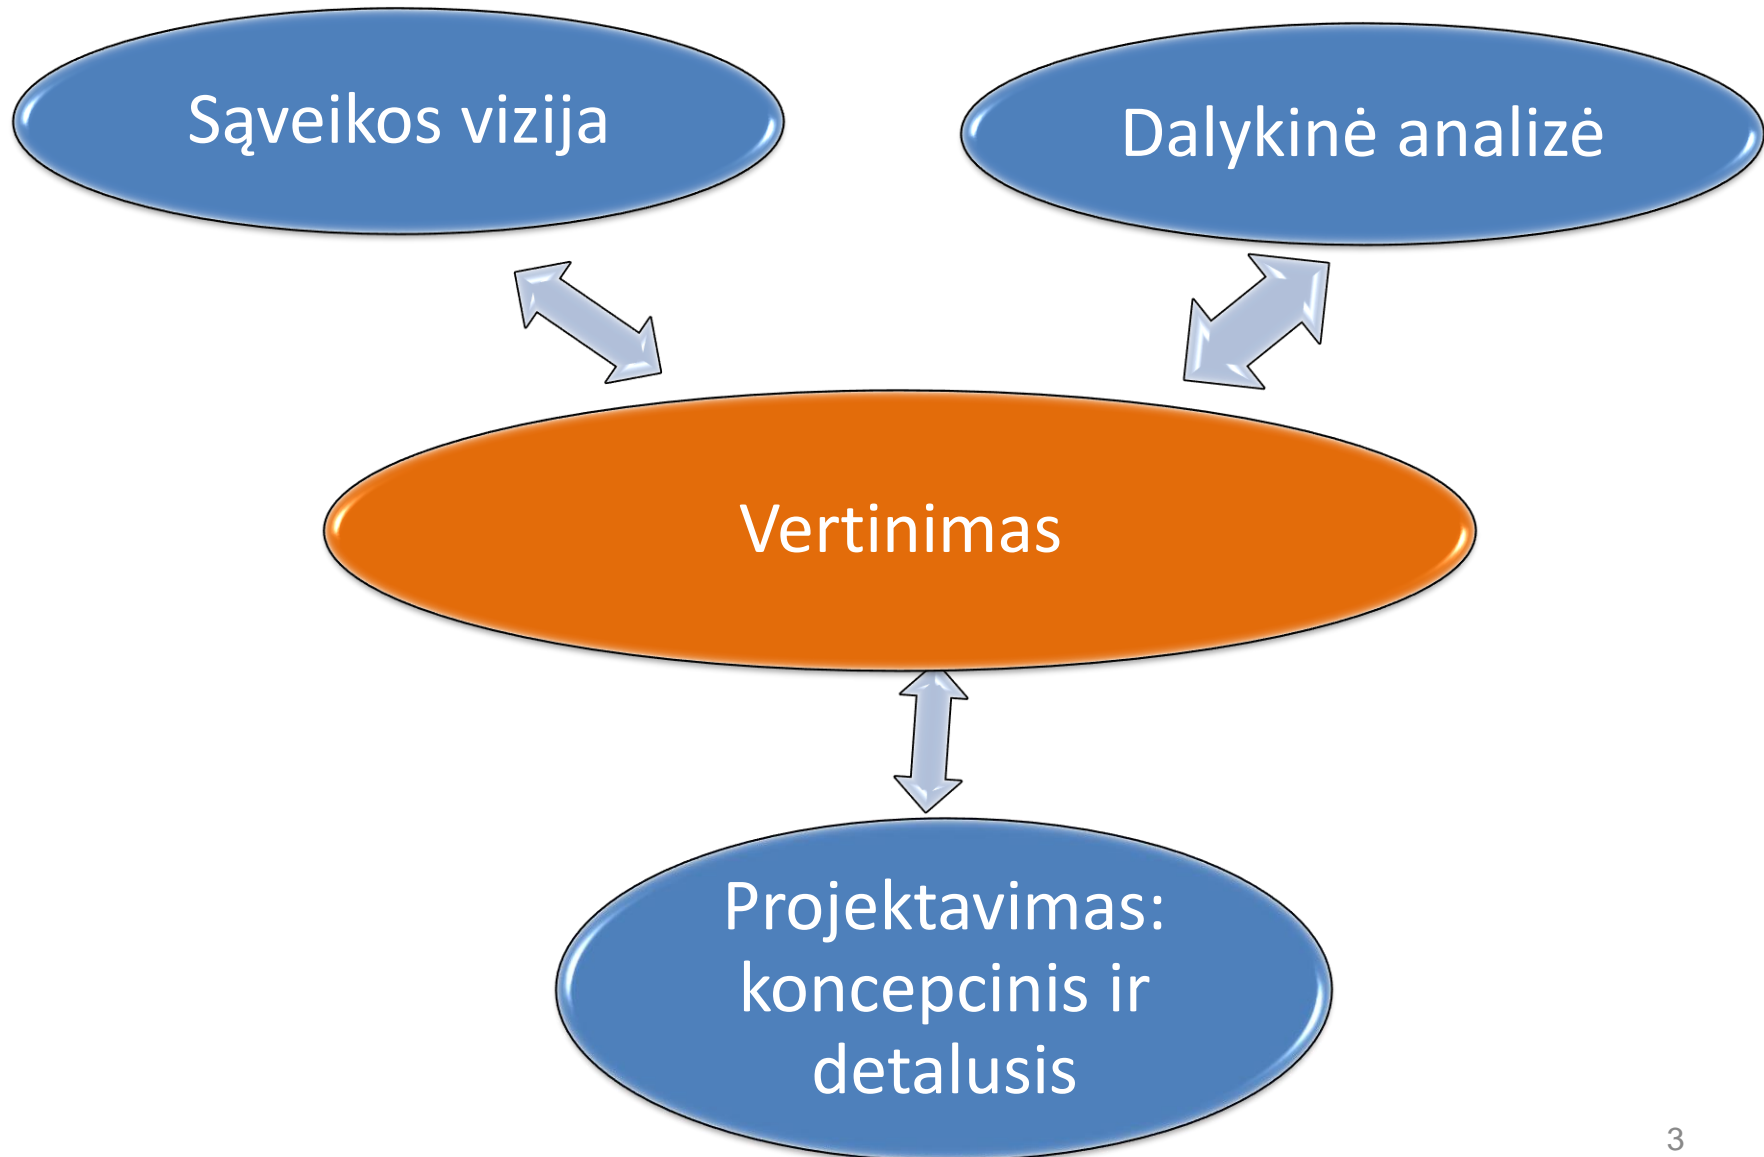 Sąveikos vizija
Dalykinė analizė
Vertinimas
Projektavimas:
koncepcinis ir
detalusis
3